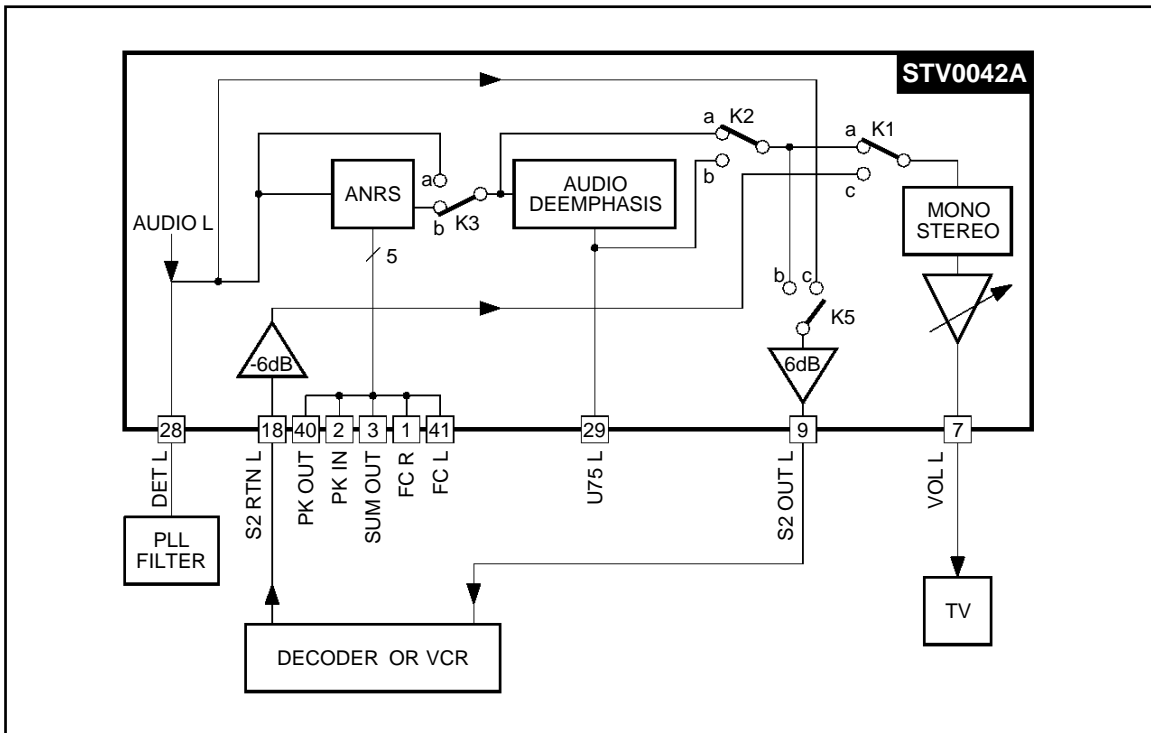 STV0042A
a
K2
b
a
K1
c
ANRS
a
b
K3
AUDIO
DEEMPHASIS
MONO
STEREO
AUDIO L
5
b
c
K5
-6dB
6dB
28
18
40
2
3
1
41
29
9
7
DET L
S2 RTN L
PK OUT
PK IN
SUM OUT
FC R
FC L
U75 L
S2 OUT L
VOL L
PLL
FILTER
DECODER OR VCR
TV